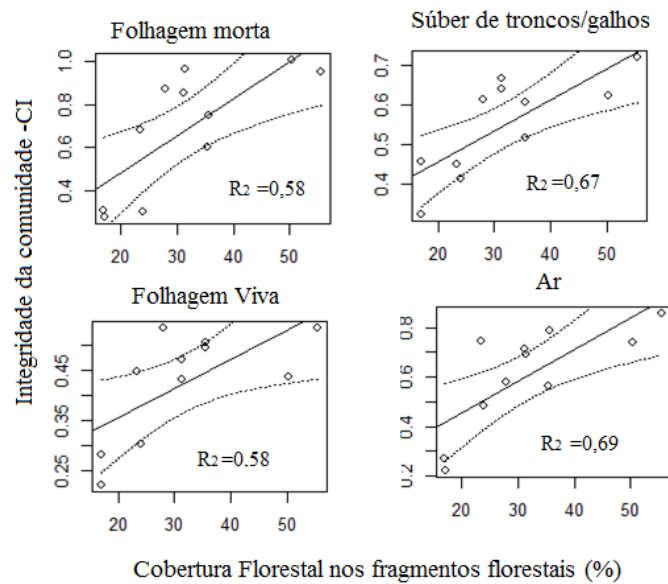 Folhagem morta
Súber de troncos/galhos
1.0
0.8
0.6
0.4
R2 =0,58
20 30 40 50
0.7
0.6
0.5
0.4
R2 =0,67
20 30 40 50
Integridade da comunidade -CI
Folhagem Viva
Ar
0.45
0.35
0.25
R2=0.58
20 30 40 50
0.8
0.6
0.4
0.2
R2 =0,69
20 30 40 50
Cobertura Florestal nos fragmentos florestais (%)